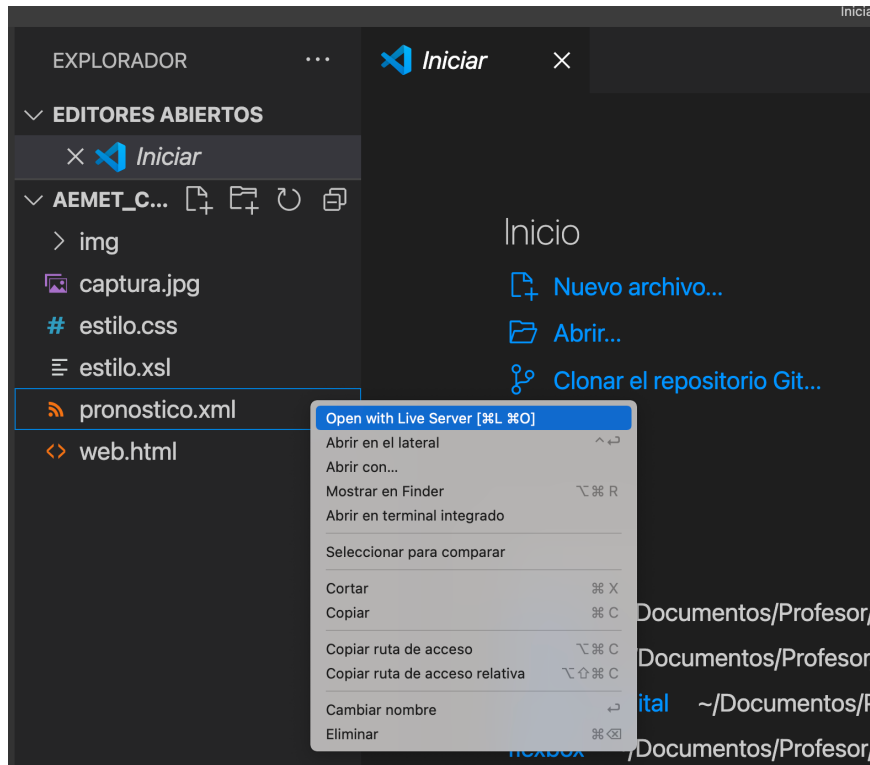 Inicia
EXPLORADOR ...
Iniciar
EDITORES ABIERTOS
Iniciar
AEMET_C...
img
captura.jpg
# estilo.css
estilo.xsl
pronostico.xml
<> web.html
Inicio
Nuevo archivo...
Abrir...
Clonar el repositorio Git...
Open with Live Server [⌘L ⌘O]
Abrir en el lateral ^↩
Abrir con...
Mostrar en Finder ⌥⌘ R
Abrir en terminal integrado
Seleccionar para comparar
Cortar ⌘ X
Copiar ⌘ C
Copiar ruta de acceso ⌥⌘ C
Copiar ruta de acceso relativa ⌥⇧⌘ C
Cambiar nombre ↩
Eliminar ⌘⌫
Documentos/Profesor/
/Documentos/Profesor
ital ~/Documentos/P
/Documentos/Profesor/